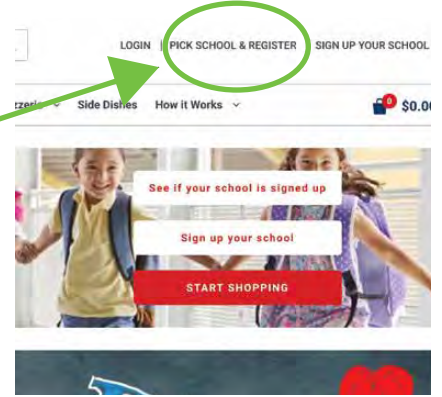 LOGIN | PICK SCHOOL & REGISTER SIGN UP YOUR SCHOOL
Side Dishes How it Works 0 $0.00
See if your school is signed up
Sign up your school
START SHOPPING